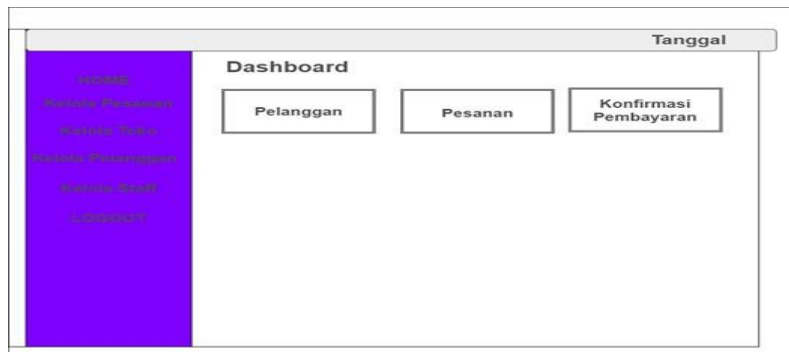 Tanggal
HOME
Kelola Pesanan
Kelola Toko
Kelola Pelanggan
Kelola Staff
LOGOUT
Dashboard
Pelanggan
Pesanan
Konfirmasi
Pembayaran